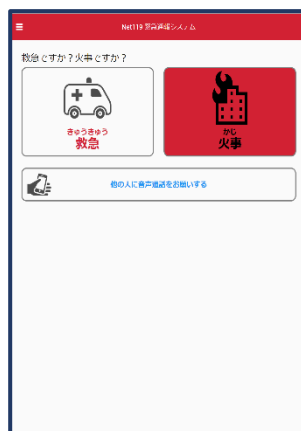 Net119 緊急通報システム
救急ですか？火事ですか？
きゅうきゅう
救急
かじ
火事
他の人に音声通話をお願いする